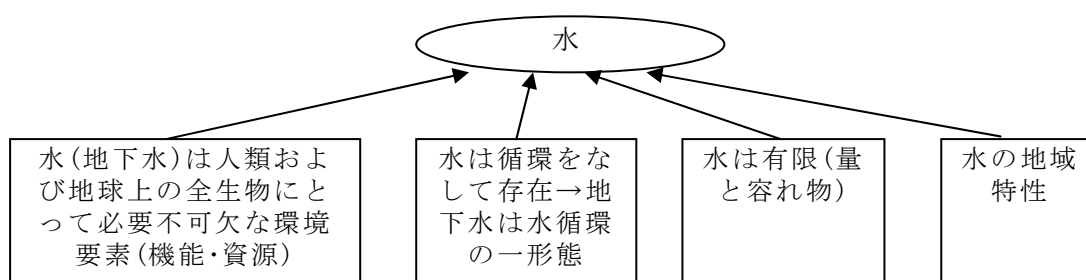 水
水(地下水)は人類およ
び地球上の全生物にと
って必要不可欠な環境
要素(機能・資源)
水は循環をな
して存在→地
下水は水循環
の一形態
水は有限(量
と容れ物)
水の地域
特性